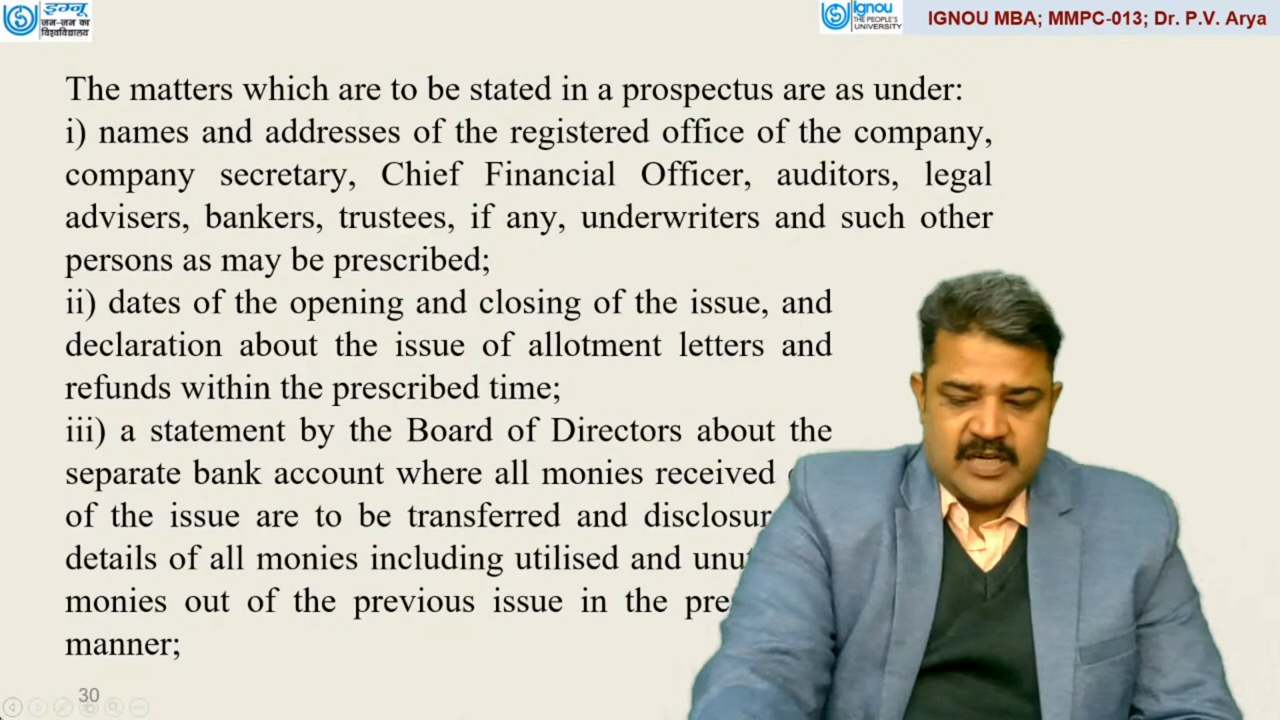 इग्नू
जन-जन का
विश्वविद्यालय
ignou
THE PEOPLE'S
UNIVERSITY
IGNOU MBA; MMPC-013; Dr. P.V. Arya
The matters which are to be stated in a prospectus are as under:
i) names and addresses of the registered office of the company,
company secretary, Chief Financial Officer, auditors, legal
advisers, bankers, trustees, if any, underwriters and such other
persons as may be prescribed;
ii) dates of the opening and closing of the issue, and
declaration about the issue of allotment letters and
refunds within the prescribed time;
iii) a statement by the Board of Directors about the
separate bank account where all monies received
of the issue are to be transferred and
details of all monies including utilised and
monies out of the previous issue in the
manner;
30